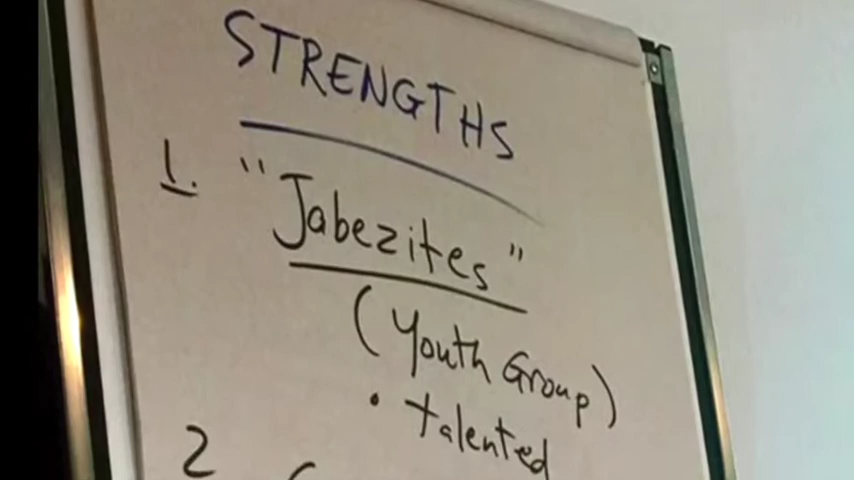 STRENGTHS
1. "Jabezites"
(Youth Group)
• talented
2